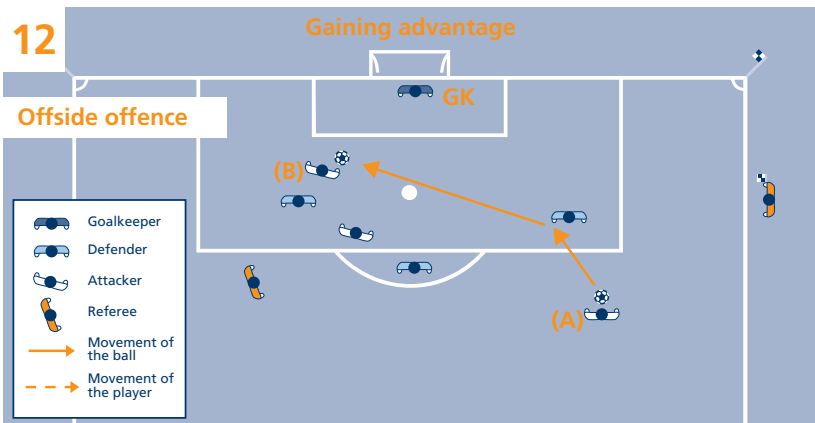 12
Gaining advantage
GK
Offside offence
(B)
(A)
Goalkeeper
Defender
Attacker
Referee
Movement of
the ball
Movement of
the player